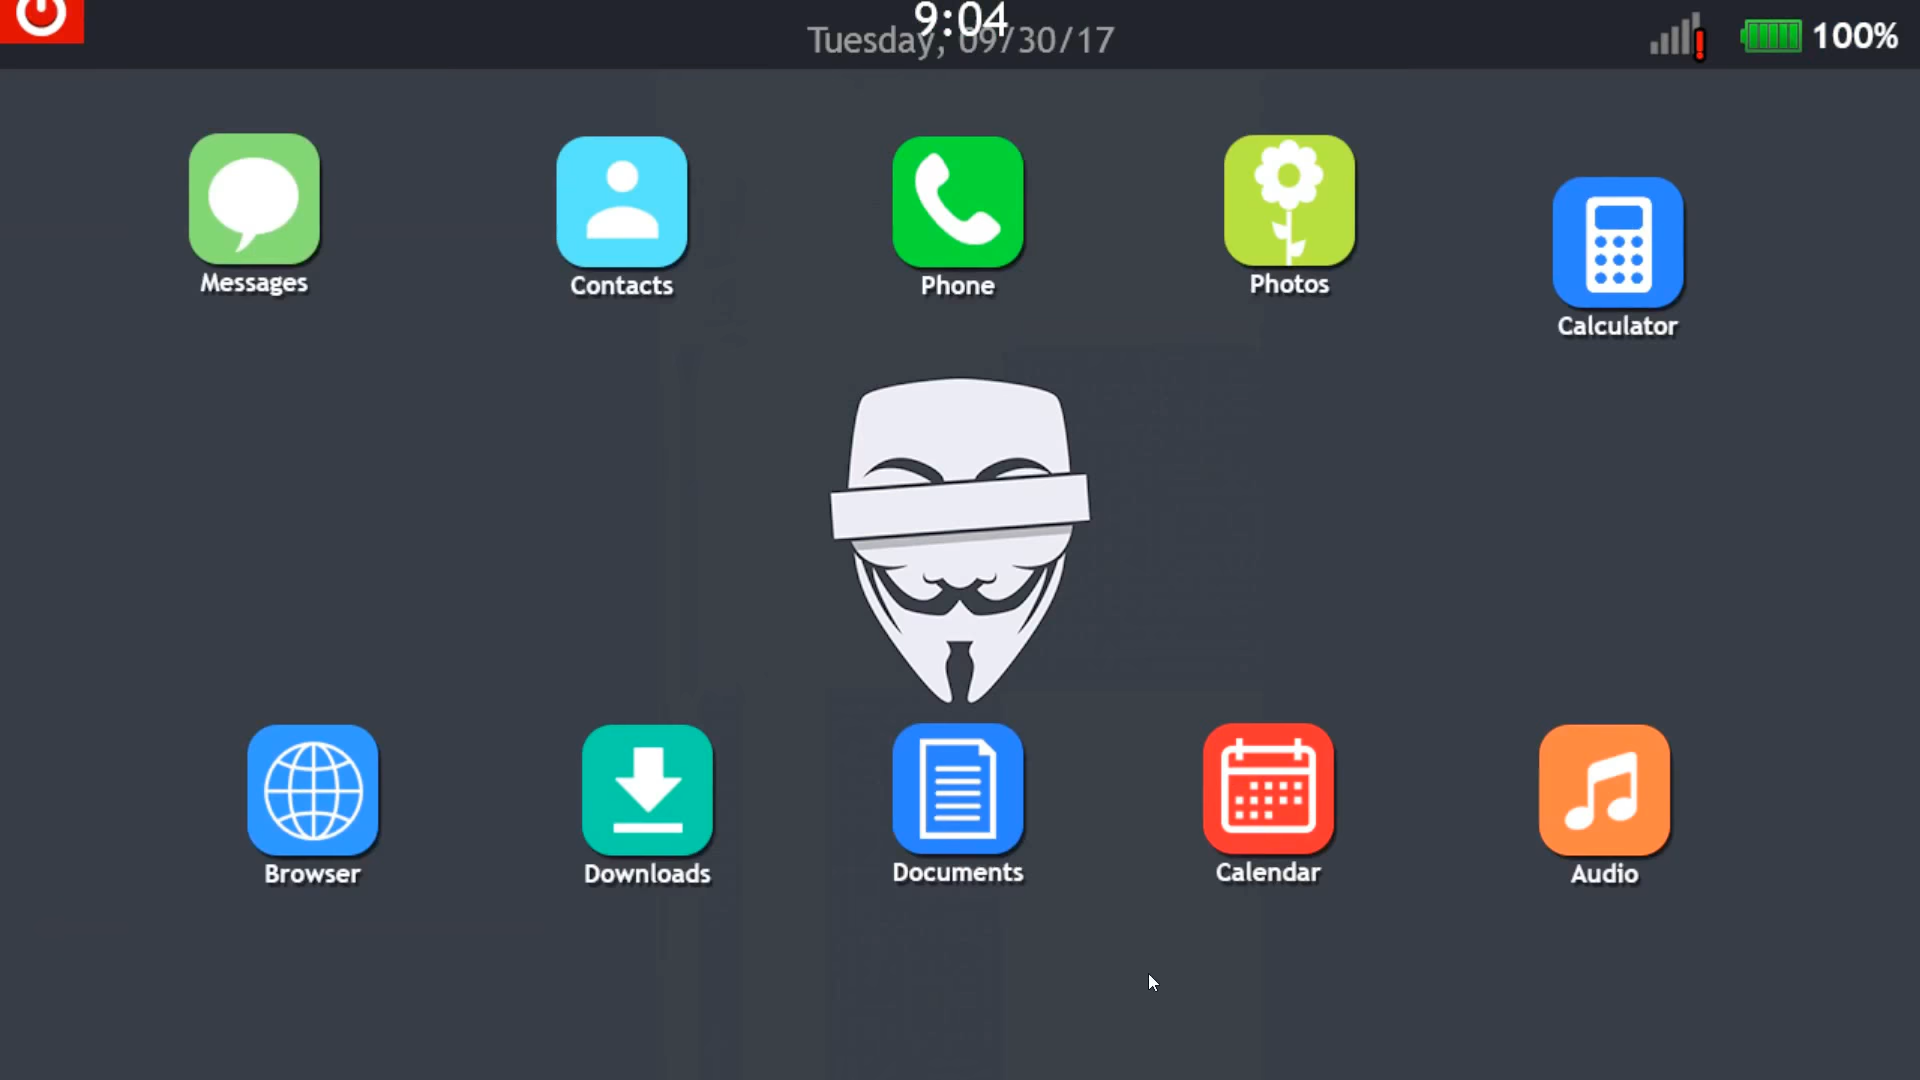 9:04
Tuesday, 09/30/17
100%
Messages
Contacts
Phone
Photos
Calculator
Browser
Downloads
Documents
Calendar
Audio